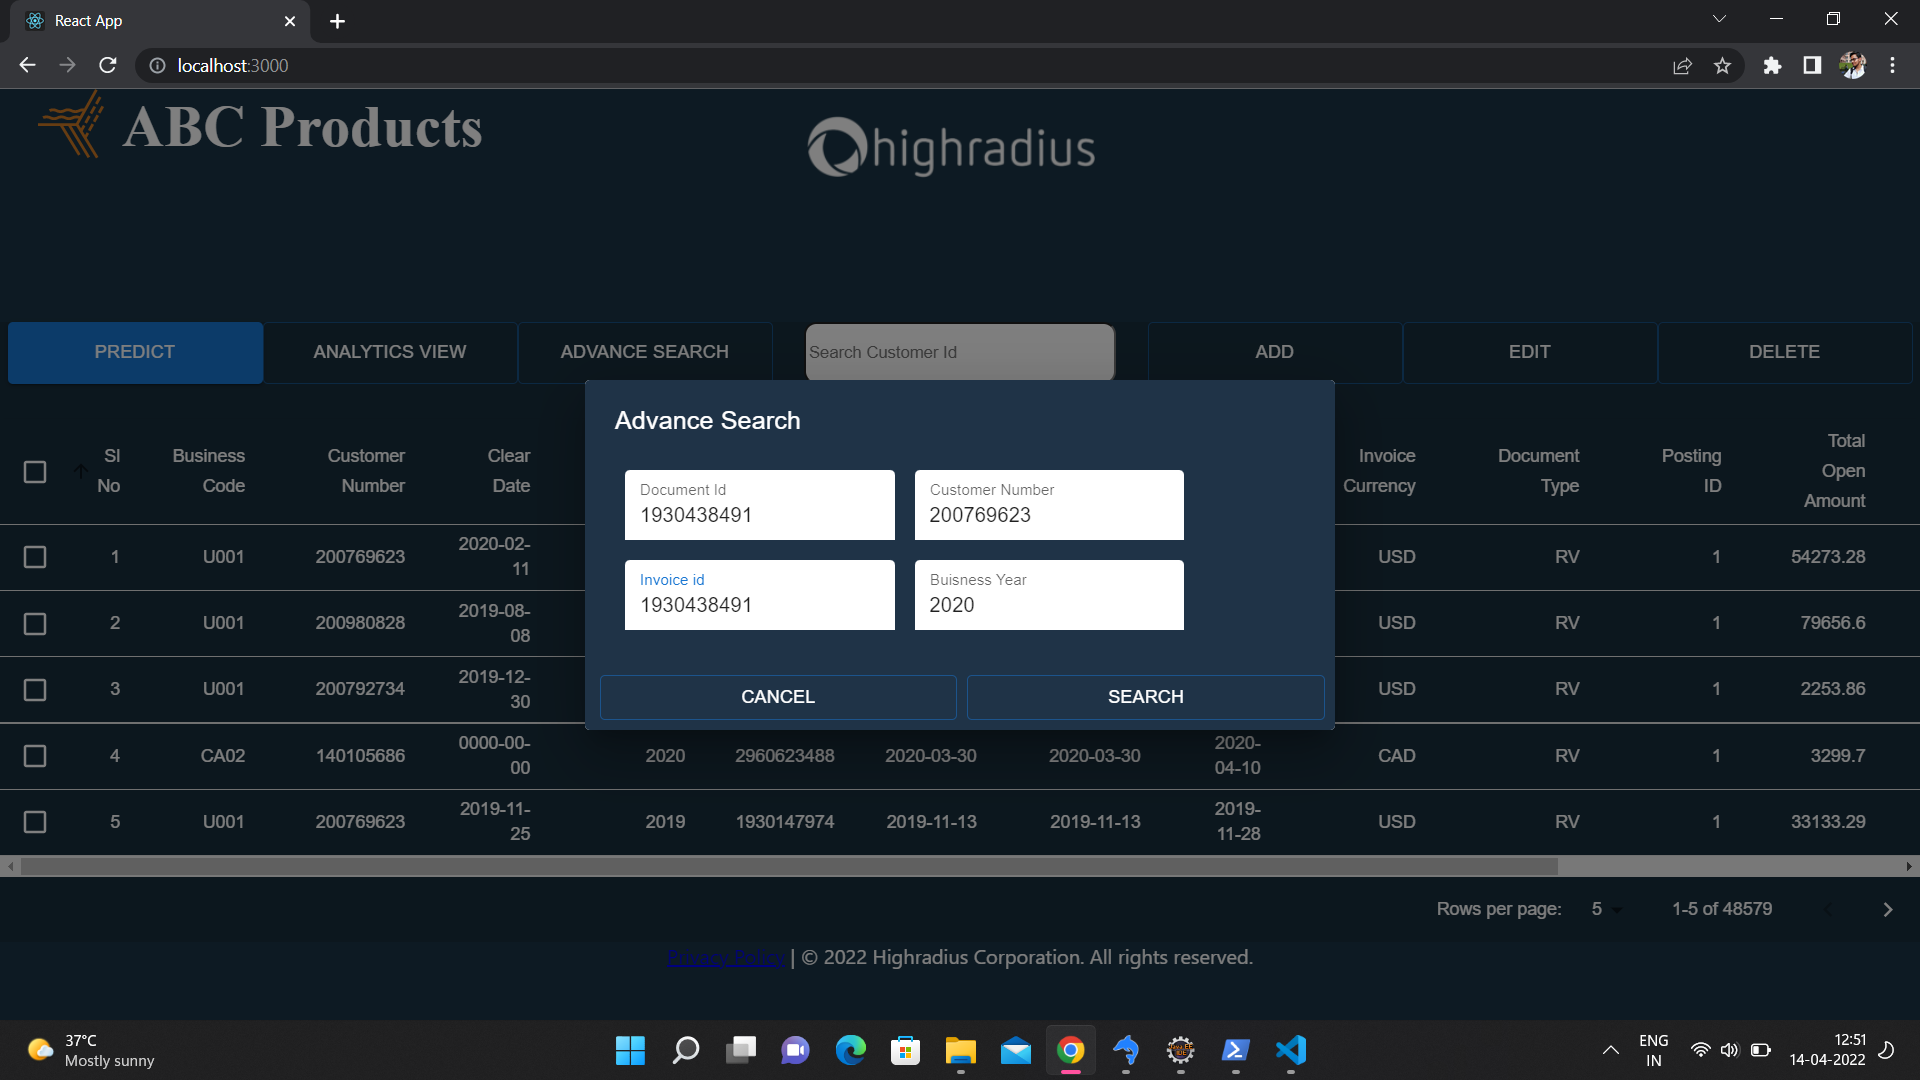 React App
localhost:3000
ABC Products
highradius
PREDICT
ANALYTICS VIEW
ADVANCE SEARCH
Search Customer Id
ADD
EDIT
DELETE
Advance Search
Document Id
1930438491
Customer Number
200769623
Invoice id
1930438491
Buisness Year
2020
CANCEL
SEARCH
Sl No Business Code Customer Number Clear Date Invoice Currency Document Type Posting ID Total Open Amount
1 U001 200769623 2020-02-11 USD RV 1 54273.28
2 U001 200980828 2019-08-08 USD RV 1 79656.6
3 U001 200792734 2019-12-30 USD RV 1 2253.86
4 CA02 140105686 0000-00-00 2020 2960623488 2020-03-30 2020-03-30 2020-04-10 CAD RV 1 3299.7
5 U001 200769623 2019-11-25 2019 1930147974 2019-11-13 2019-11-13 2019-11-28 USD RV 1 33133.29
Rows per page: 5 1-5 of 48579
Privacy Policy | © 2022 Highradius Corporation. All rights reserved.
37°C
Mostly sunny
ENG
IN
12:51
14-04-2022